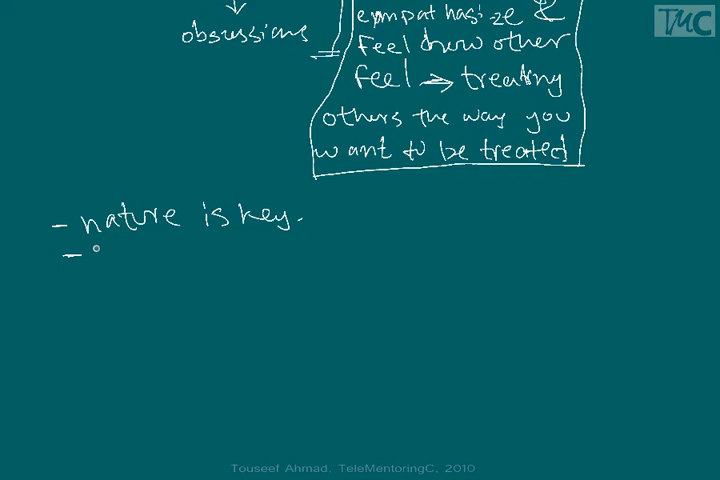 TMC
empathasize &
obsessions
feel how other
feel → treating
others the way you
want to be treated
- nature is key.
-
Touseef Ahmad. TeleMentoringC, 2010